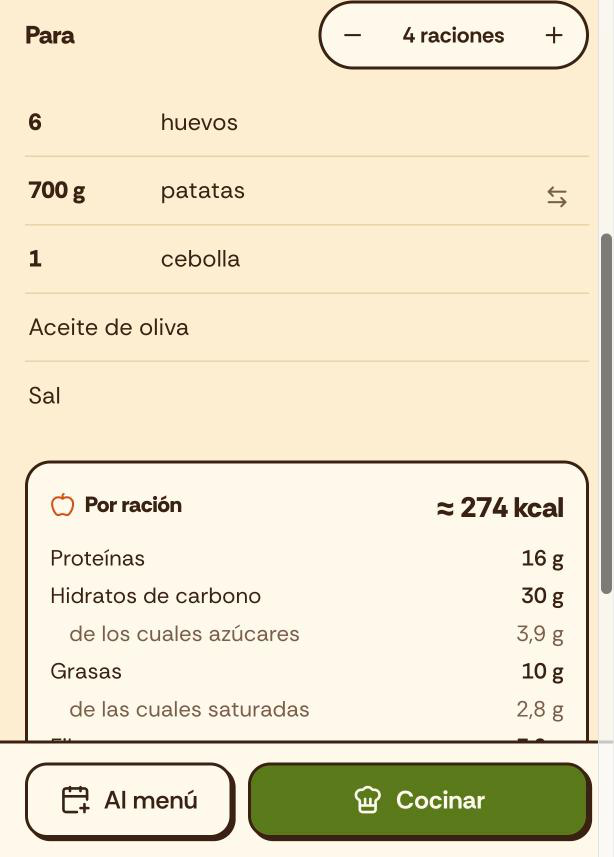 Para
4 raciones
6 huevos
700 g patatas
1 cebolla
Aceite de oliva
Sal
Por ración ≈ 274 kcal
Proteínas 16 g
Hidratos de carbono 30 g
de los cuales azúcares 3,9 g
Grasas 10 g
de las cuales saturadas 2,8 g
Al menú
Cocinar